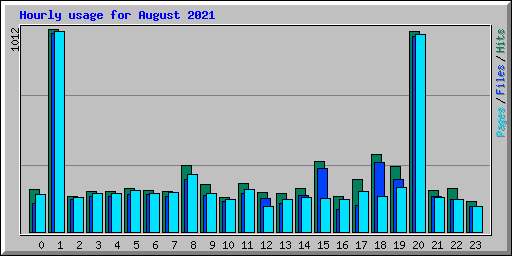 Hourly usage for August 2021
1012
Pages/Files/Hits
0 1 2 3 4 5 6 7 8 9 10 11 12 13 14 15 16 17 18 19 20 21 22 23